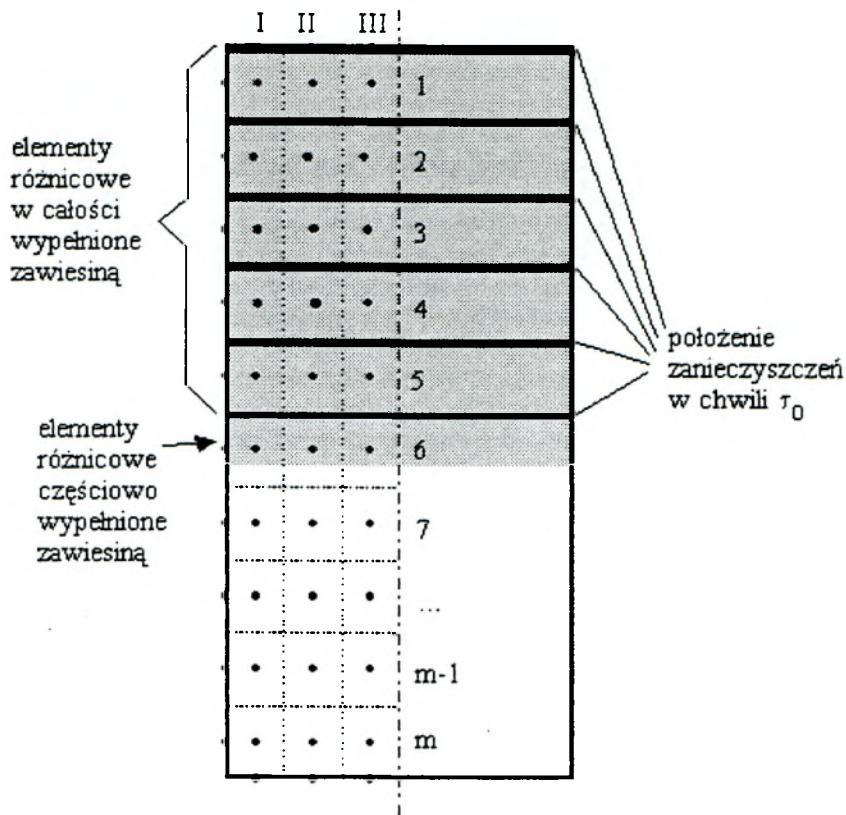 I II III
elementy
różnicowe
w całości
wypełnione
zawiesiną
elementy
różnicowe
częściowo
wypełnione
zawiesiną
1
2
3
4
5
6
7
...
m-1
m
położenie
zanieczyszczeń
w chwili τ₀